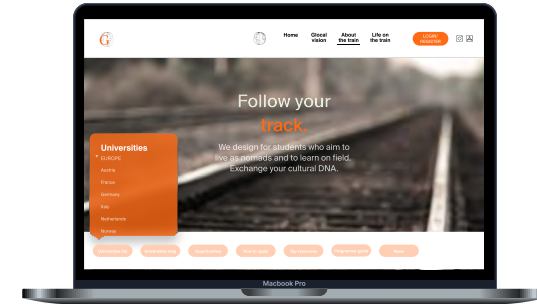 G
Home
Glocal vision
About the train
Life on the train
LOGIN/ REGISTER
Follow your
track.
We design for students who aim to
live as nomads and to learn on field.
Exchange your cultural DNA.
Universities
EUROPE
Austria
France
Germany
Italy
Netherlands
Norway
Macbook Pro